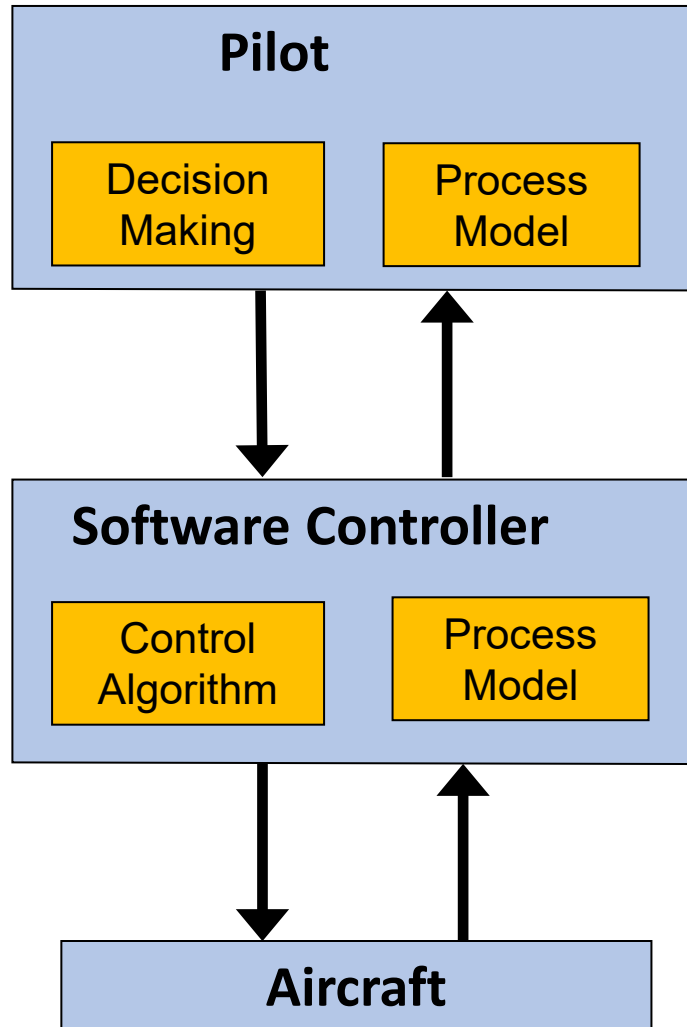 Pilot
Decision
Making
Process
Model
Software Controller
Control
Algorithm
Process
Model
Aircraft